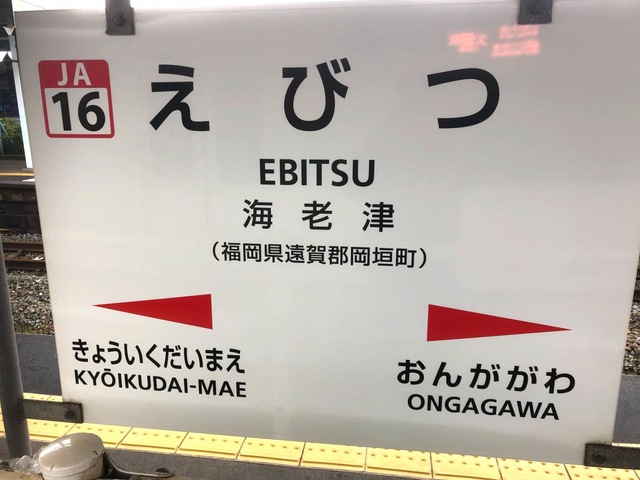 JA
16
えびつ
EBITSU
海老津
(福岡県遠賀郡岡垣町)
きょういくだいまえ
KYŌIKUDAI-MAE
おんががわ
ONGAGAWA